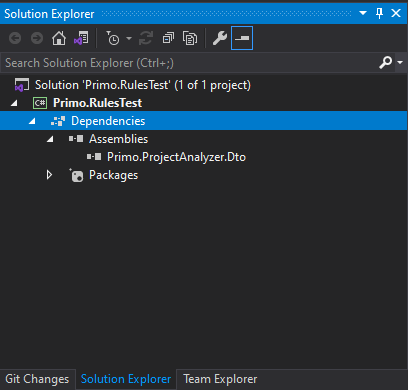 Solution Explorer
Search Solution Explorer (Ctrl+;)
Solution 'Primo.RulesTest' (1 of 1 project)
C# Primo.RulesTest
Dependencies
Assemblies
Primo.ProjectAnalyzer.Dto
Packages
Git Changes Solution Explorer Team Explorer